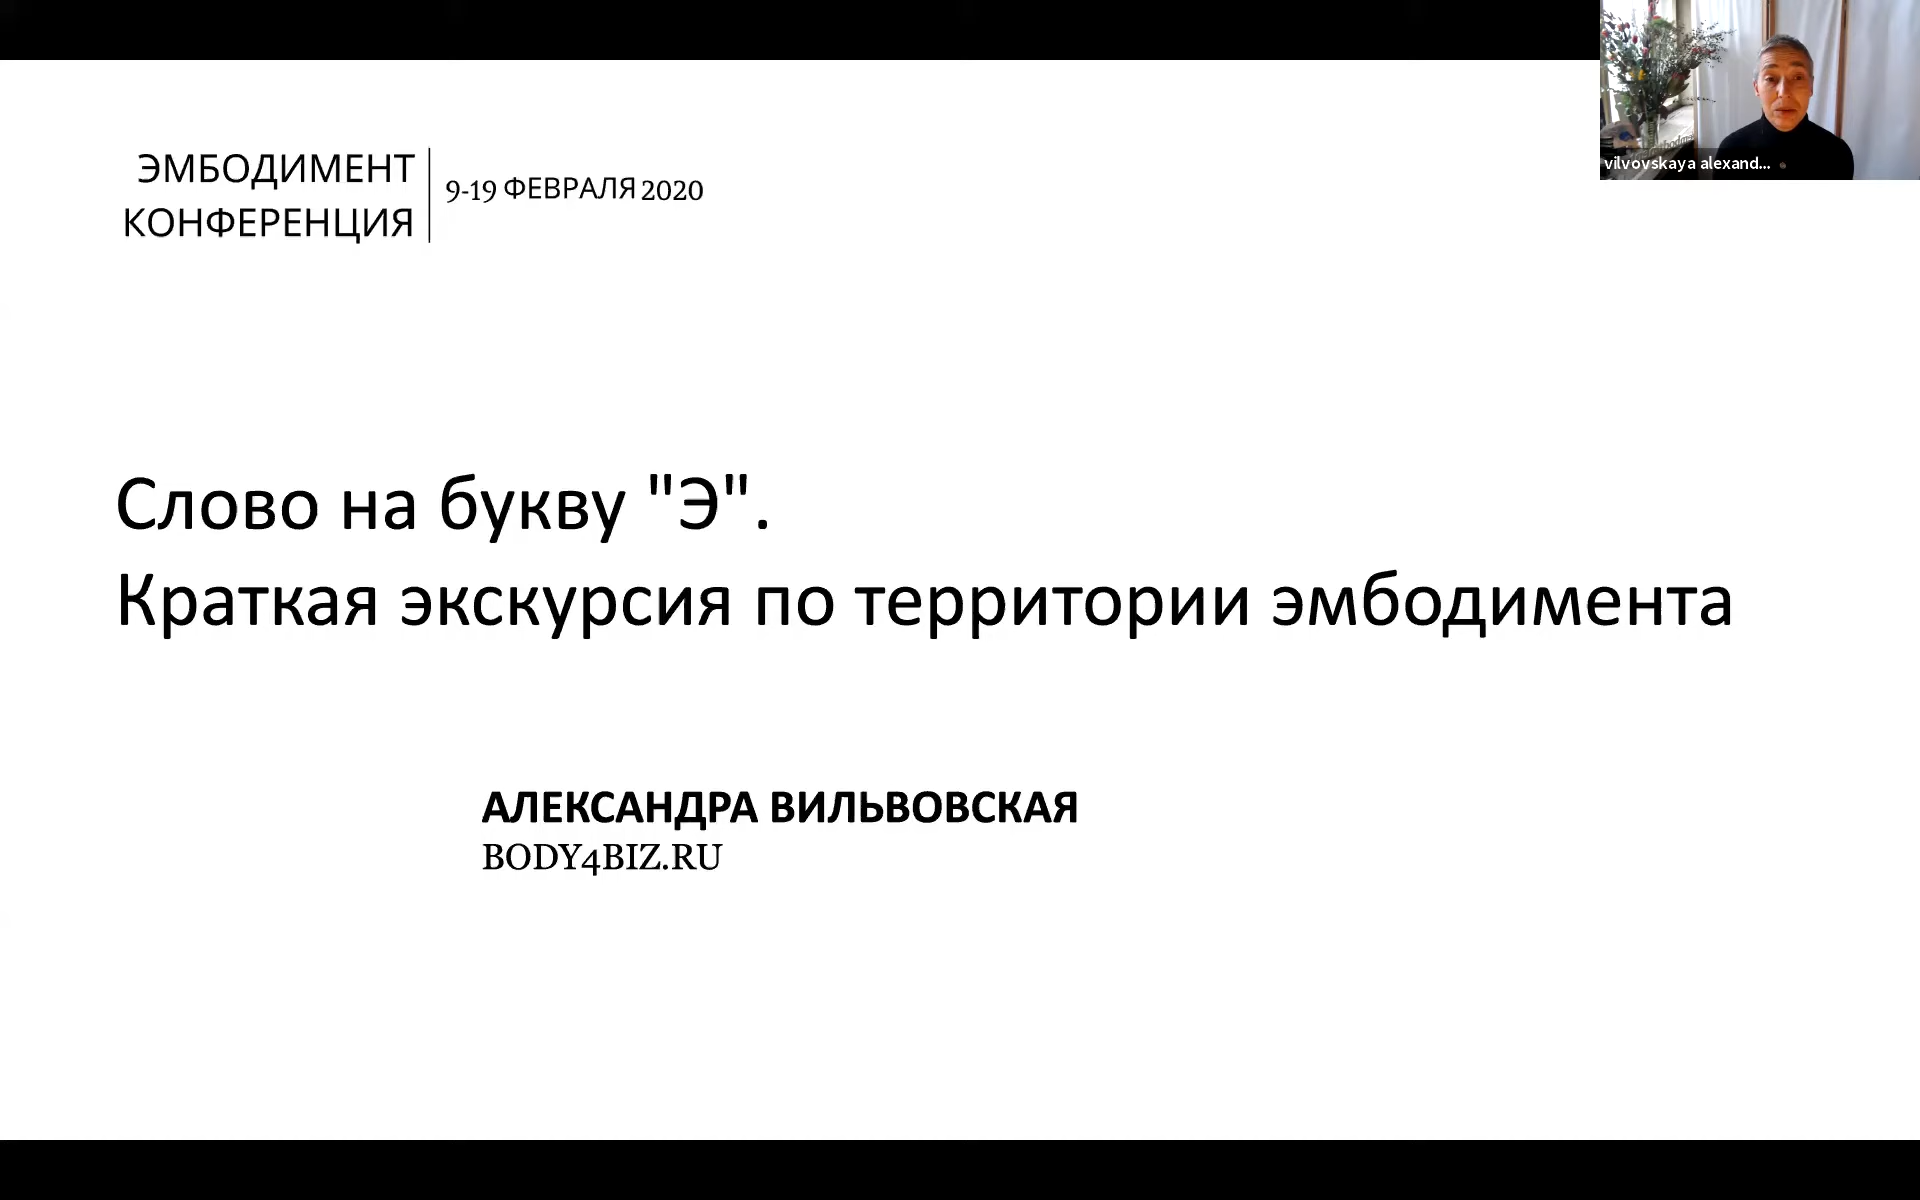 ЭМБОДИМЕНТ
КОНФЕРЕНЦИЯ
9-19 ФЕВРАЛЯ 2020
vilvovskaya alexand...
Слово на букву "Э".
Краткая экскурсия по территории эмбодимента
АЛЕКСАНДРА ВИЛЬВОВСКАЯ
BODY4BIZ.RU